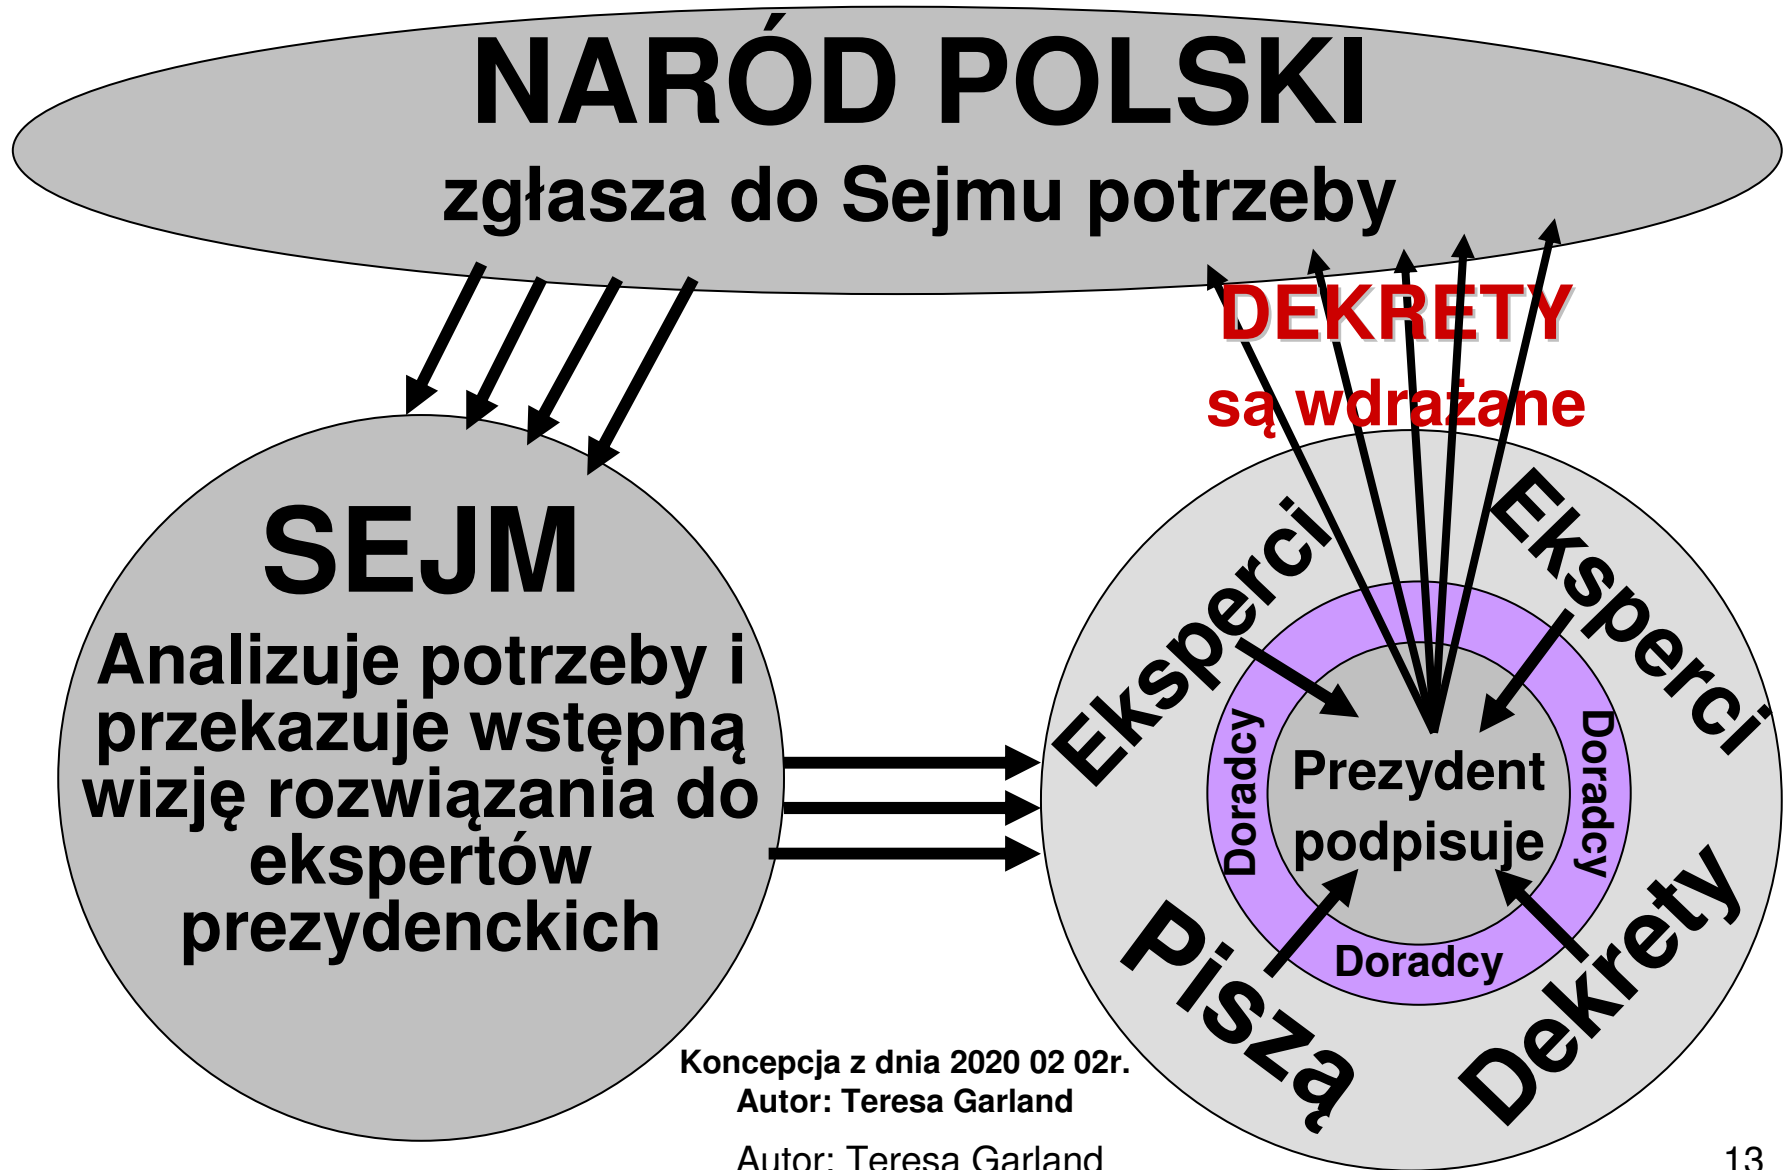 NARÓD POLSKI
zgłasza do Sejmu potrzeby
DEKRETY
są wdrażane
SEJM
Analizuje potrzeby i
przekazuje wstępną
wizję rozwiązania do
ekspertów
prezydenckich
Eksperci
Eksperci
Doradcy
Doradcy
Prezydent
podpisuje
Doradcy
Piszą
Dekrety
Koncepcja z dnia 2020 02 02r.
Autor: Teresa Garland
Autor: Teresa Garland
13